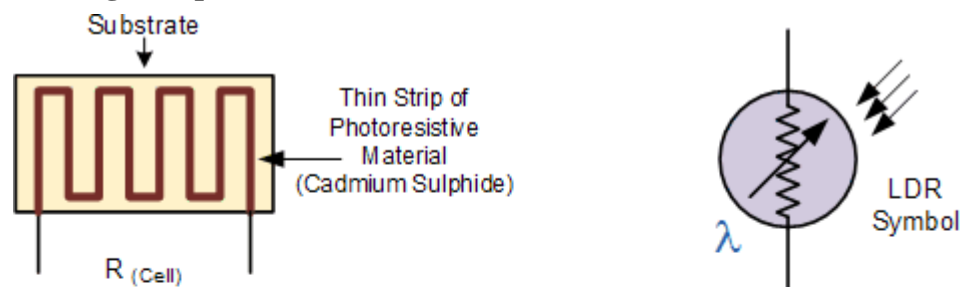 Substrate
Thin Strip of
Photoresistive
Material
(Cadmium Sulphide)
R (Cell)
λ
LDR
Symbol